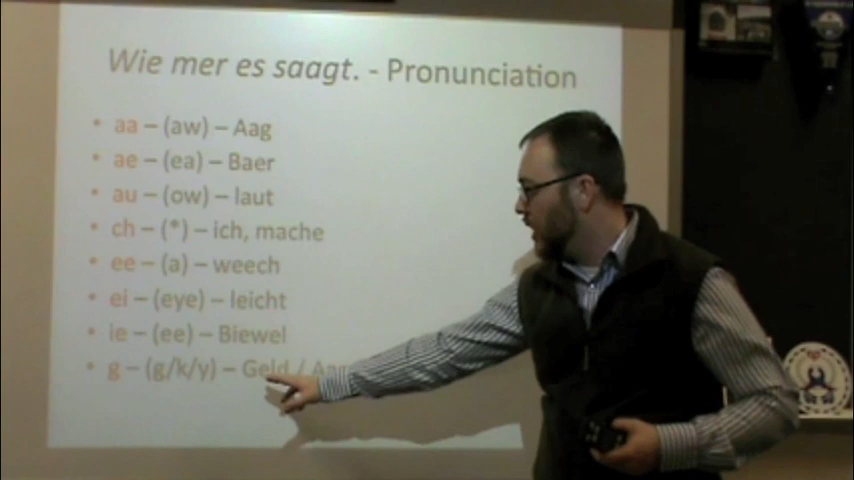 Wie mer es saagt. - Pronunciation
• aa – (aw) – Aag
• ae – (ea) – Baer
• au – (ow) – laut
• ch – (*) – ich, mache
• ee – (a) – weech
• ei – (eye) – leicht
• ie – (ee) – Biewel
• g – (g/k/y) – Geld /